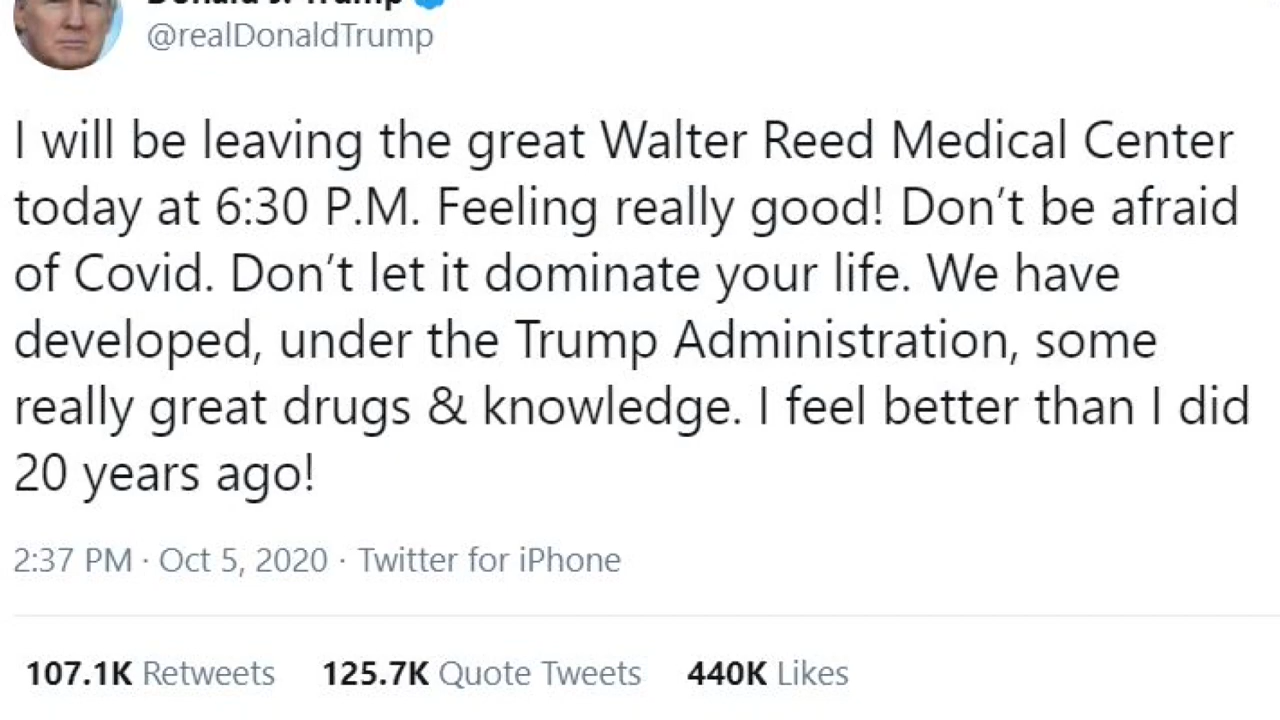 Donald J. Trump
@realDonaldTrump
I will be leaving the great Walter Reed Medical Center
today at 6:30 P.M. Feeling really good! Don’t be afraid
of Covid. Don’t let it dominate your life. We have
developed, under the Trump Administration, some
really great drugs & knowledge. I feel better than I did
20 years ago!
2:37 PM · Oct 5, 2020 · Twitter for iPhone
107.1K Retweets 125.7K Quote Tweets 440K Likes